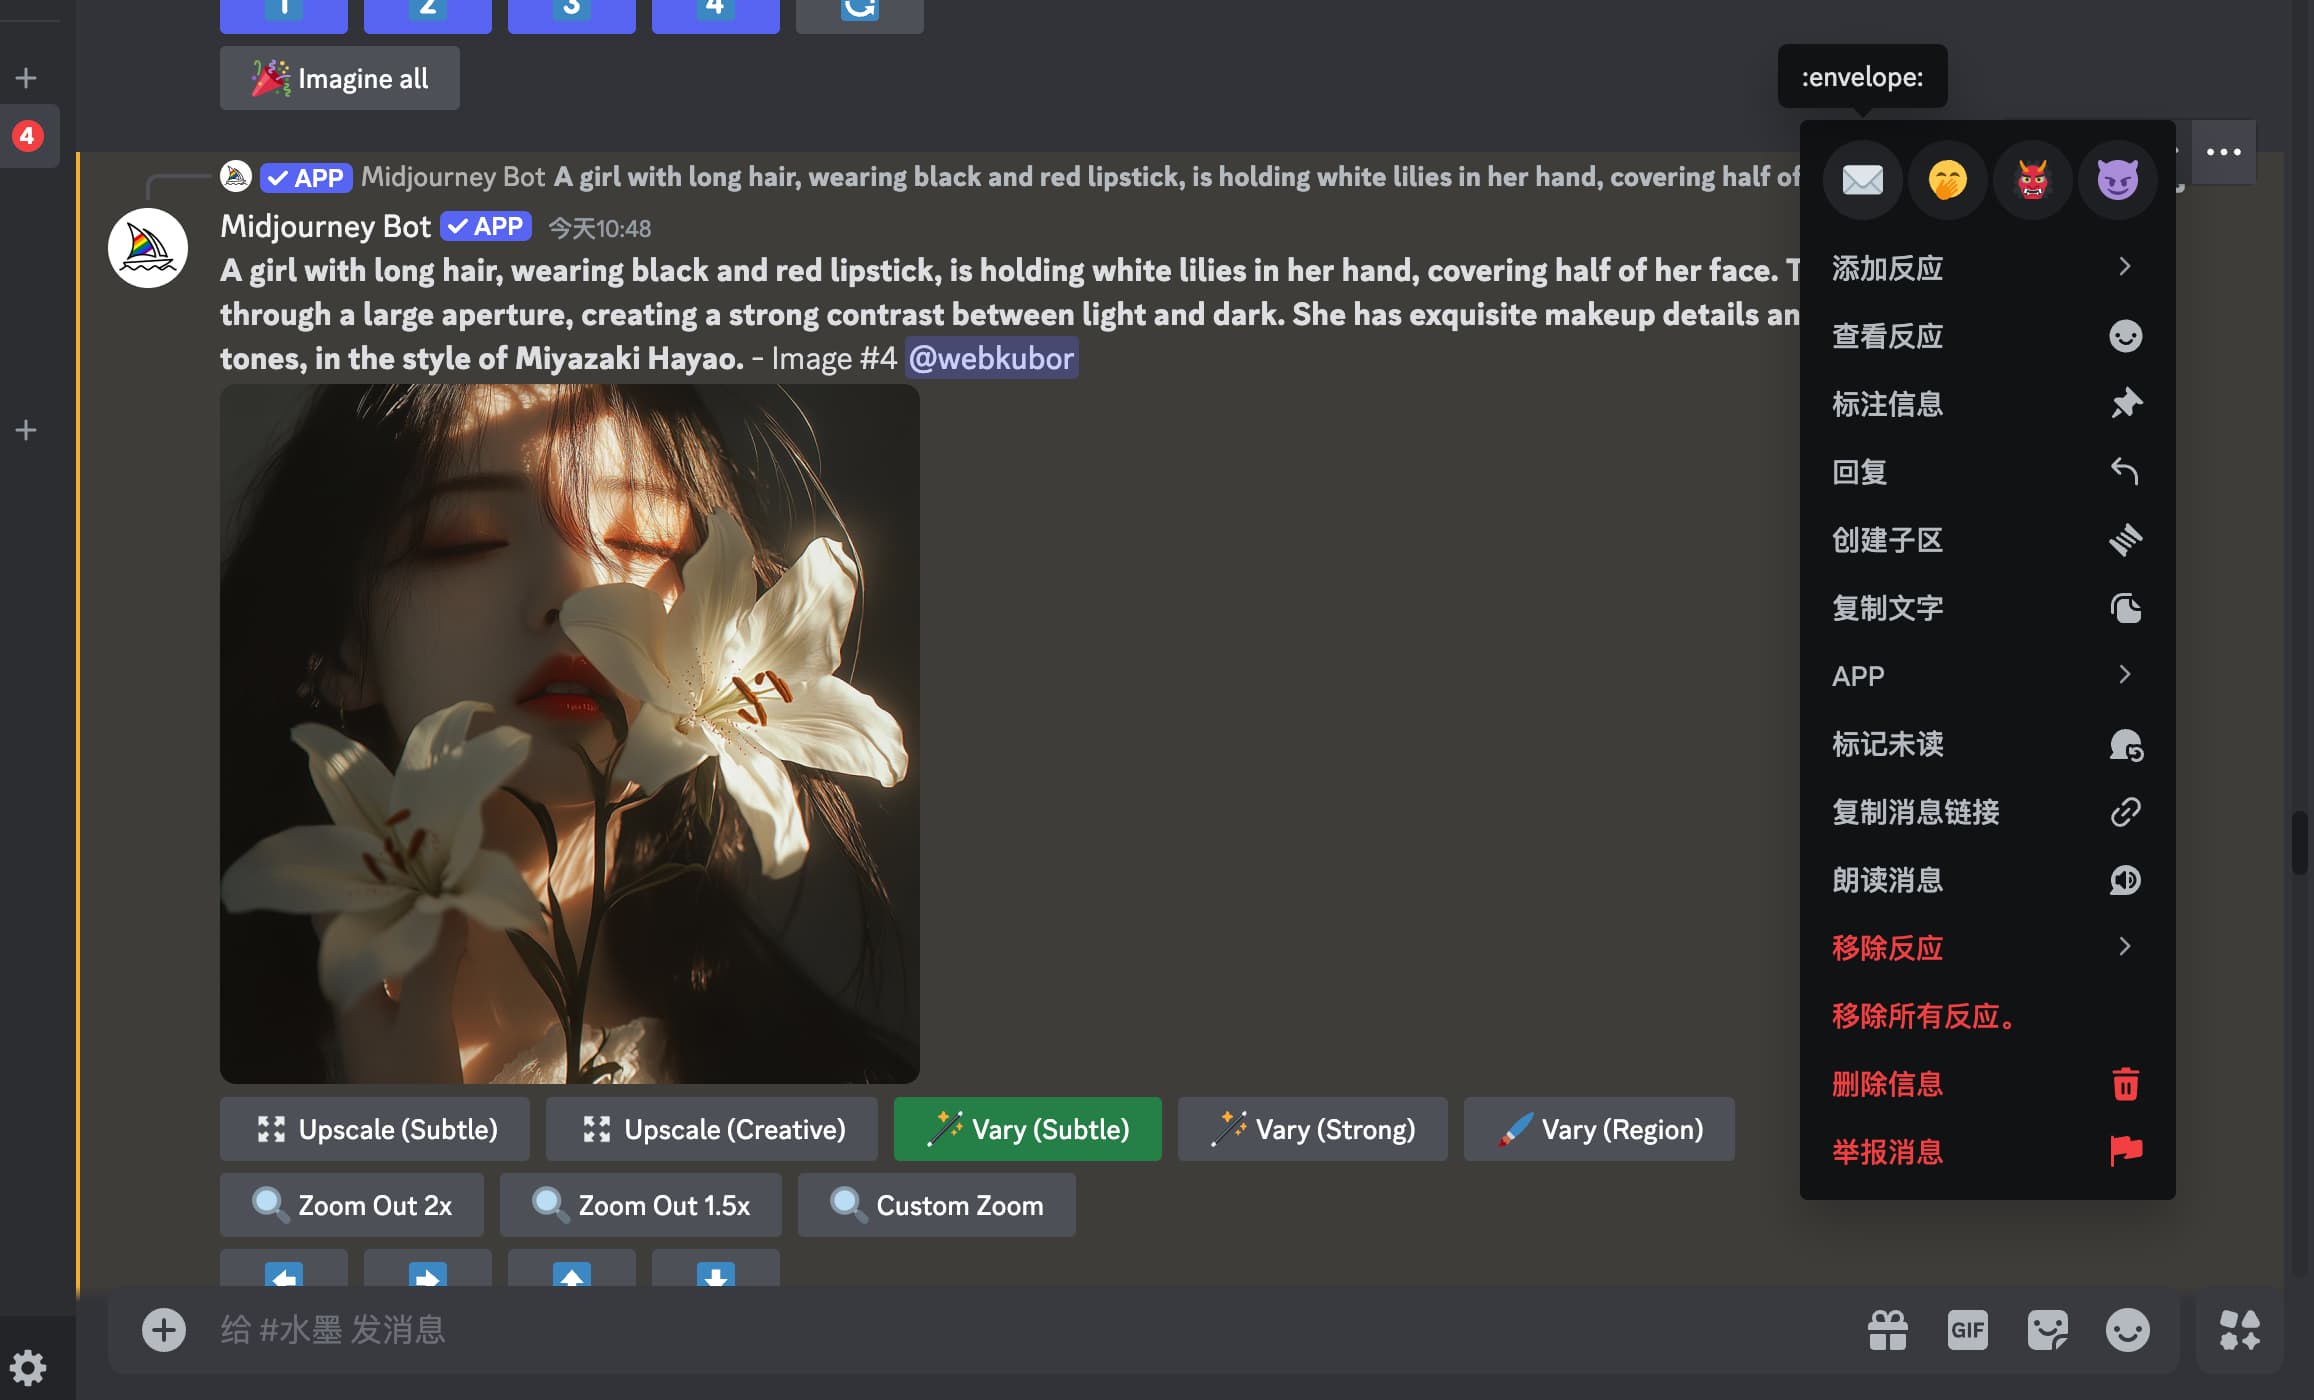 1 2 3 4
Imagine all
:envelope:
4
APP Midjourney Bot A girl with long hair, wearing black and red lipstick, is holding white lilies in her hand, covering half of
Midjourney Bot APP 今天10:48
A girl with long hair, wearing black and red lipstick, is holding white lilies in her hand, covering half of her face. T
through a large aperture, creating a strong contrast between light and dark. She has exquisite makeup details an
tones, in the style of Miyazaki Hayao. - Image #4 @webkubor
添加反应
查看反应
标注信息
回复
创建子区
复制文字
APP
标记未读
复制消息链接
朗读消息
移除反应
移除所有反应。
删除信息
举报消息
Upscale (Subtle) Upscale (Creative) Vary (Subtle) Vary (Strong) Vary (Region)
Zoom Out 2x Zoom Out 1.5x Custom Zoom
给 #水墨 发消息
GIF